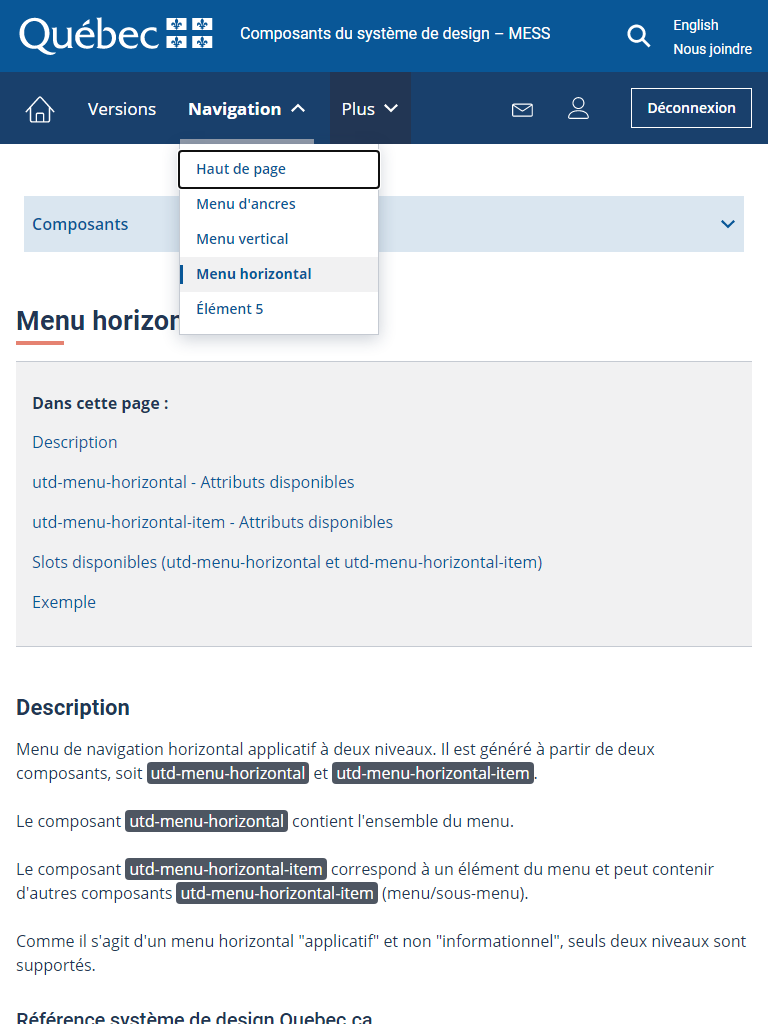 Québec
Composants du système de design – MESS
English
Nous joindre
Versions
Navigation
Plus
Déconnexion
Haut de page
Menu d'ancres
Menu vertical
Menu horizontal
Élément 5
Composants
Menu horizon
Dans cette page :
Description
utd-menu-horizontal - Attributs disponibles
utd-menu-horizontal-item - Attributs disponibles
Slots disponibles (utd-menu-horizontal et utd-menu-horizontal-item)
Exemple
Description
Menu de navigation horizontal applicatif à deux niveaux. Il est généré à partir de deux
composants, soit utd-menu-horizontal et utd-menu-horizontal-item.
Le composant utd-menu-horizontal contient l'ensemble du menu.
Le composant utd-menu-horizontal-item correspond à un élément du menu et peut contenir
d'autres composants utd-menu-horizontal-item (menu/sous-menu).
Comme il s'agit d'un menu horizontal "applicatif" et non "informationnel", seuls deux niveaux sont
supportés.
Référence système de design Quebec.ca